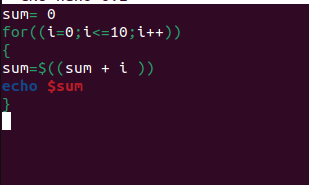 sum= 0
for((i=0;i<=10;i++))
{
sum=$((sum + i ))
echo $sum
}